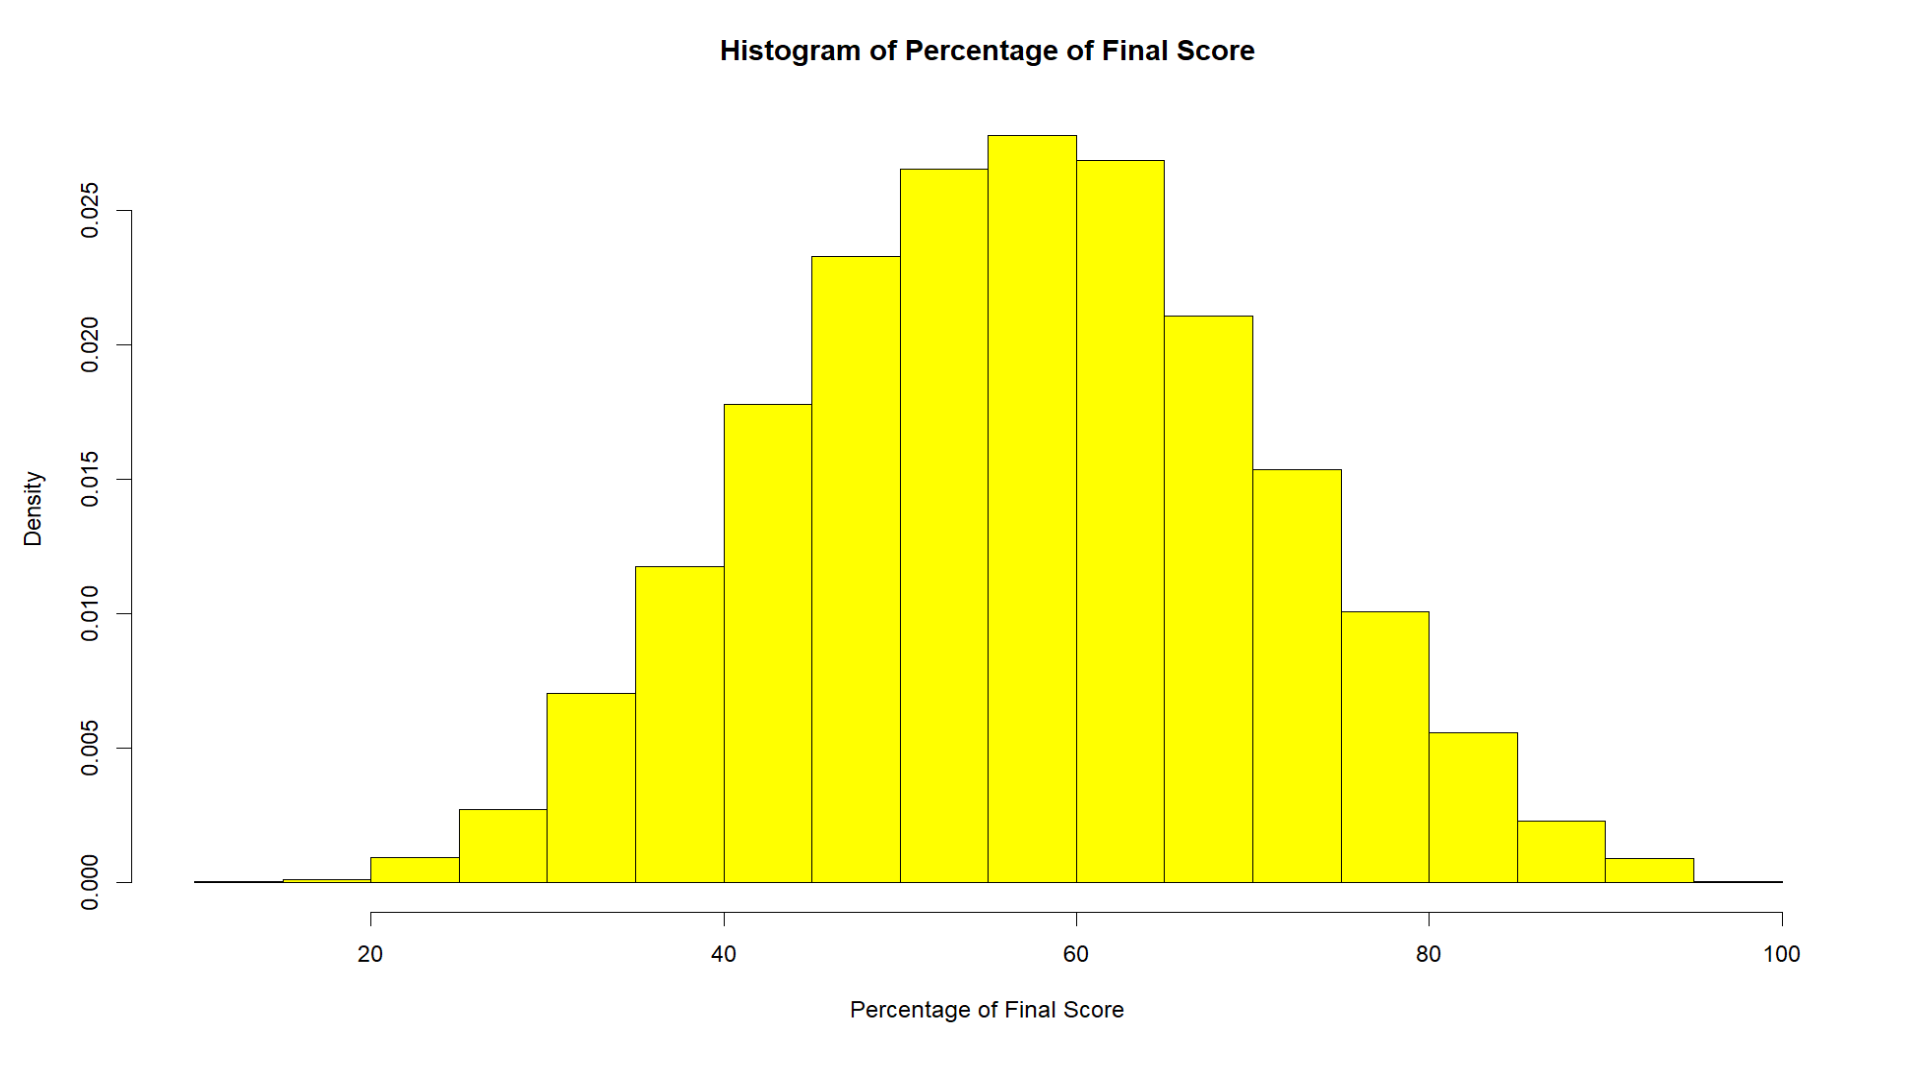 Histogram of Percentage of Final Score
Density
0.000 0.005 0.010 0.015 0.020 0.025
20 40 60 80 100
Percentage of Final Score